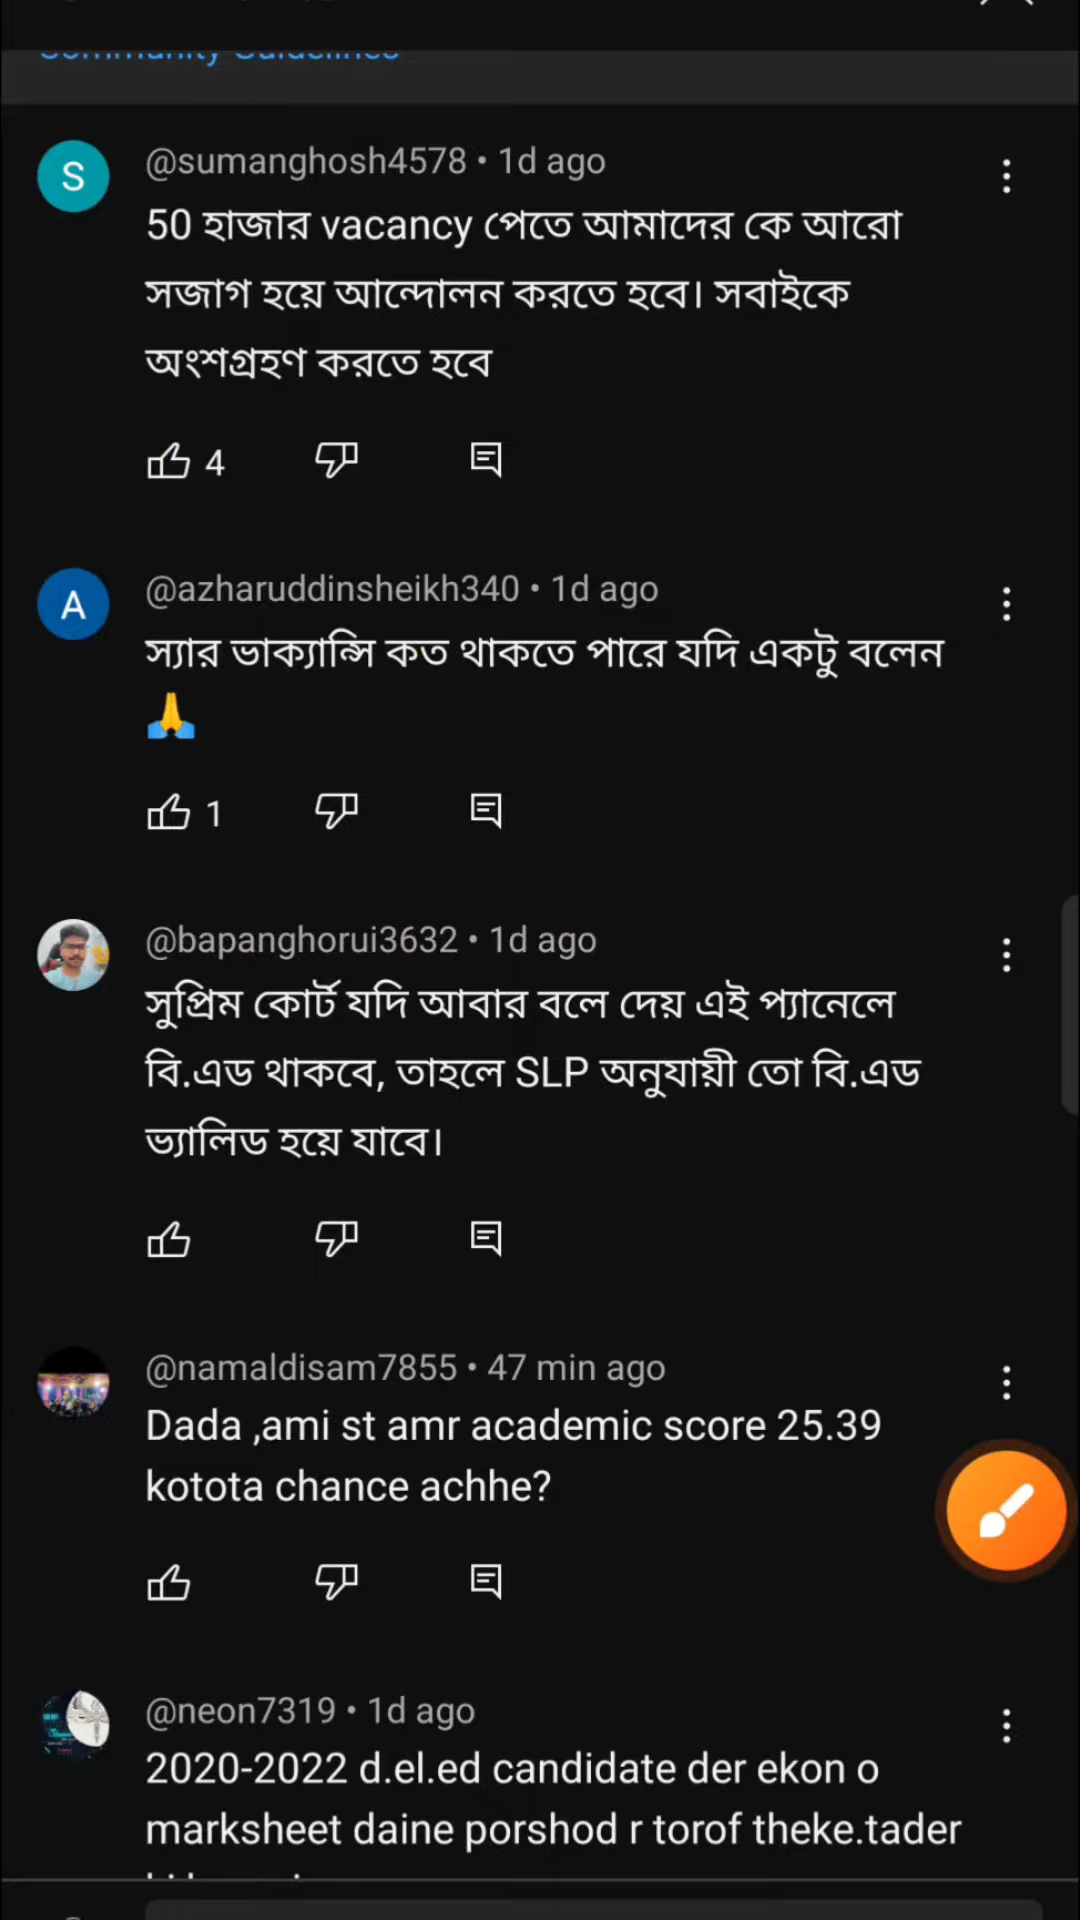 Community Guidelines
S
@sumanghosh4578 • 1d ago
50 হাজার vacancy পেতে আমাদের কে আরো
সজাগ হয়ে আন্দোলন করতে হবে। সবাইকে
অংশগ্রহণ করতে হবে
4
A
@azharuddinsheikh340 • 1d ago
স্যার ভাক্যান্সি কত থাকতে পারে যদি একটু বলেন
🙏
1
@bapanghorui3632 • 1d ago
সুপ্রিম কোর্ট যদি আবার বলে দেয় এই প্যানেলে
বি.এড থাকবে, তাহলে SLP অনুযায়ী তো বি.এড
ভ্যালিড হয়ে যাবে।
@namaldisam7855 • 47 min ago
Dada ,ami st amr academic score 25.39
kotota chance achhe?
@neon7319 • 1d ago
2020-2022 d.el.ed candidate der ekon o
marksheet daine porshod r torof theke.tader